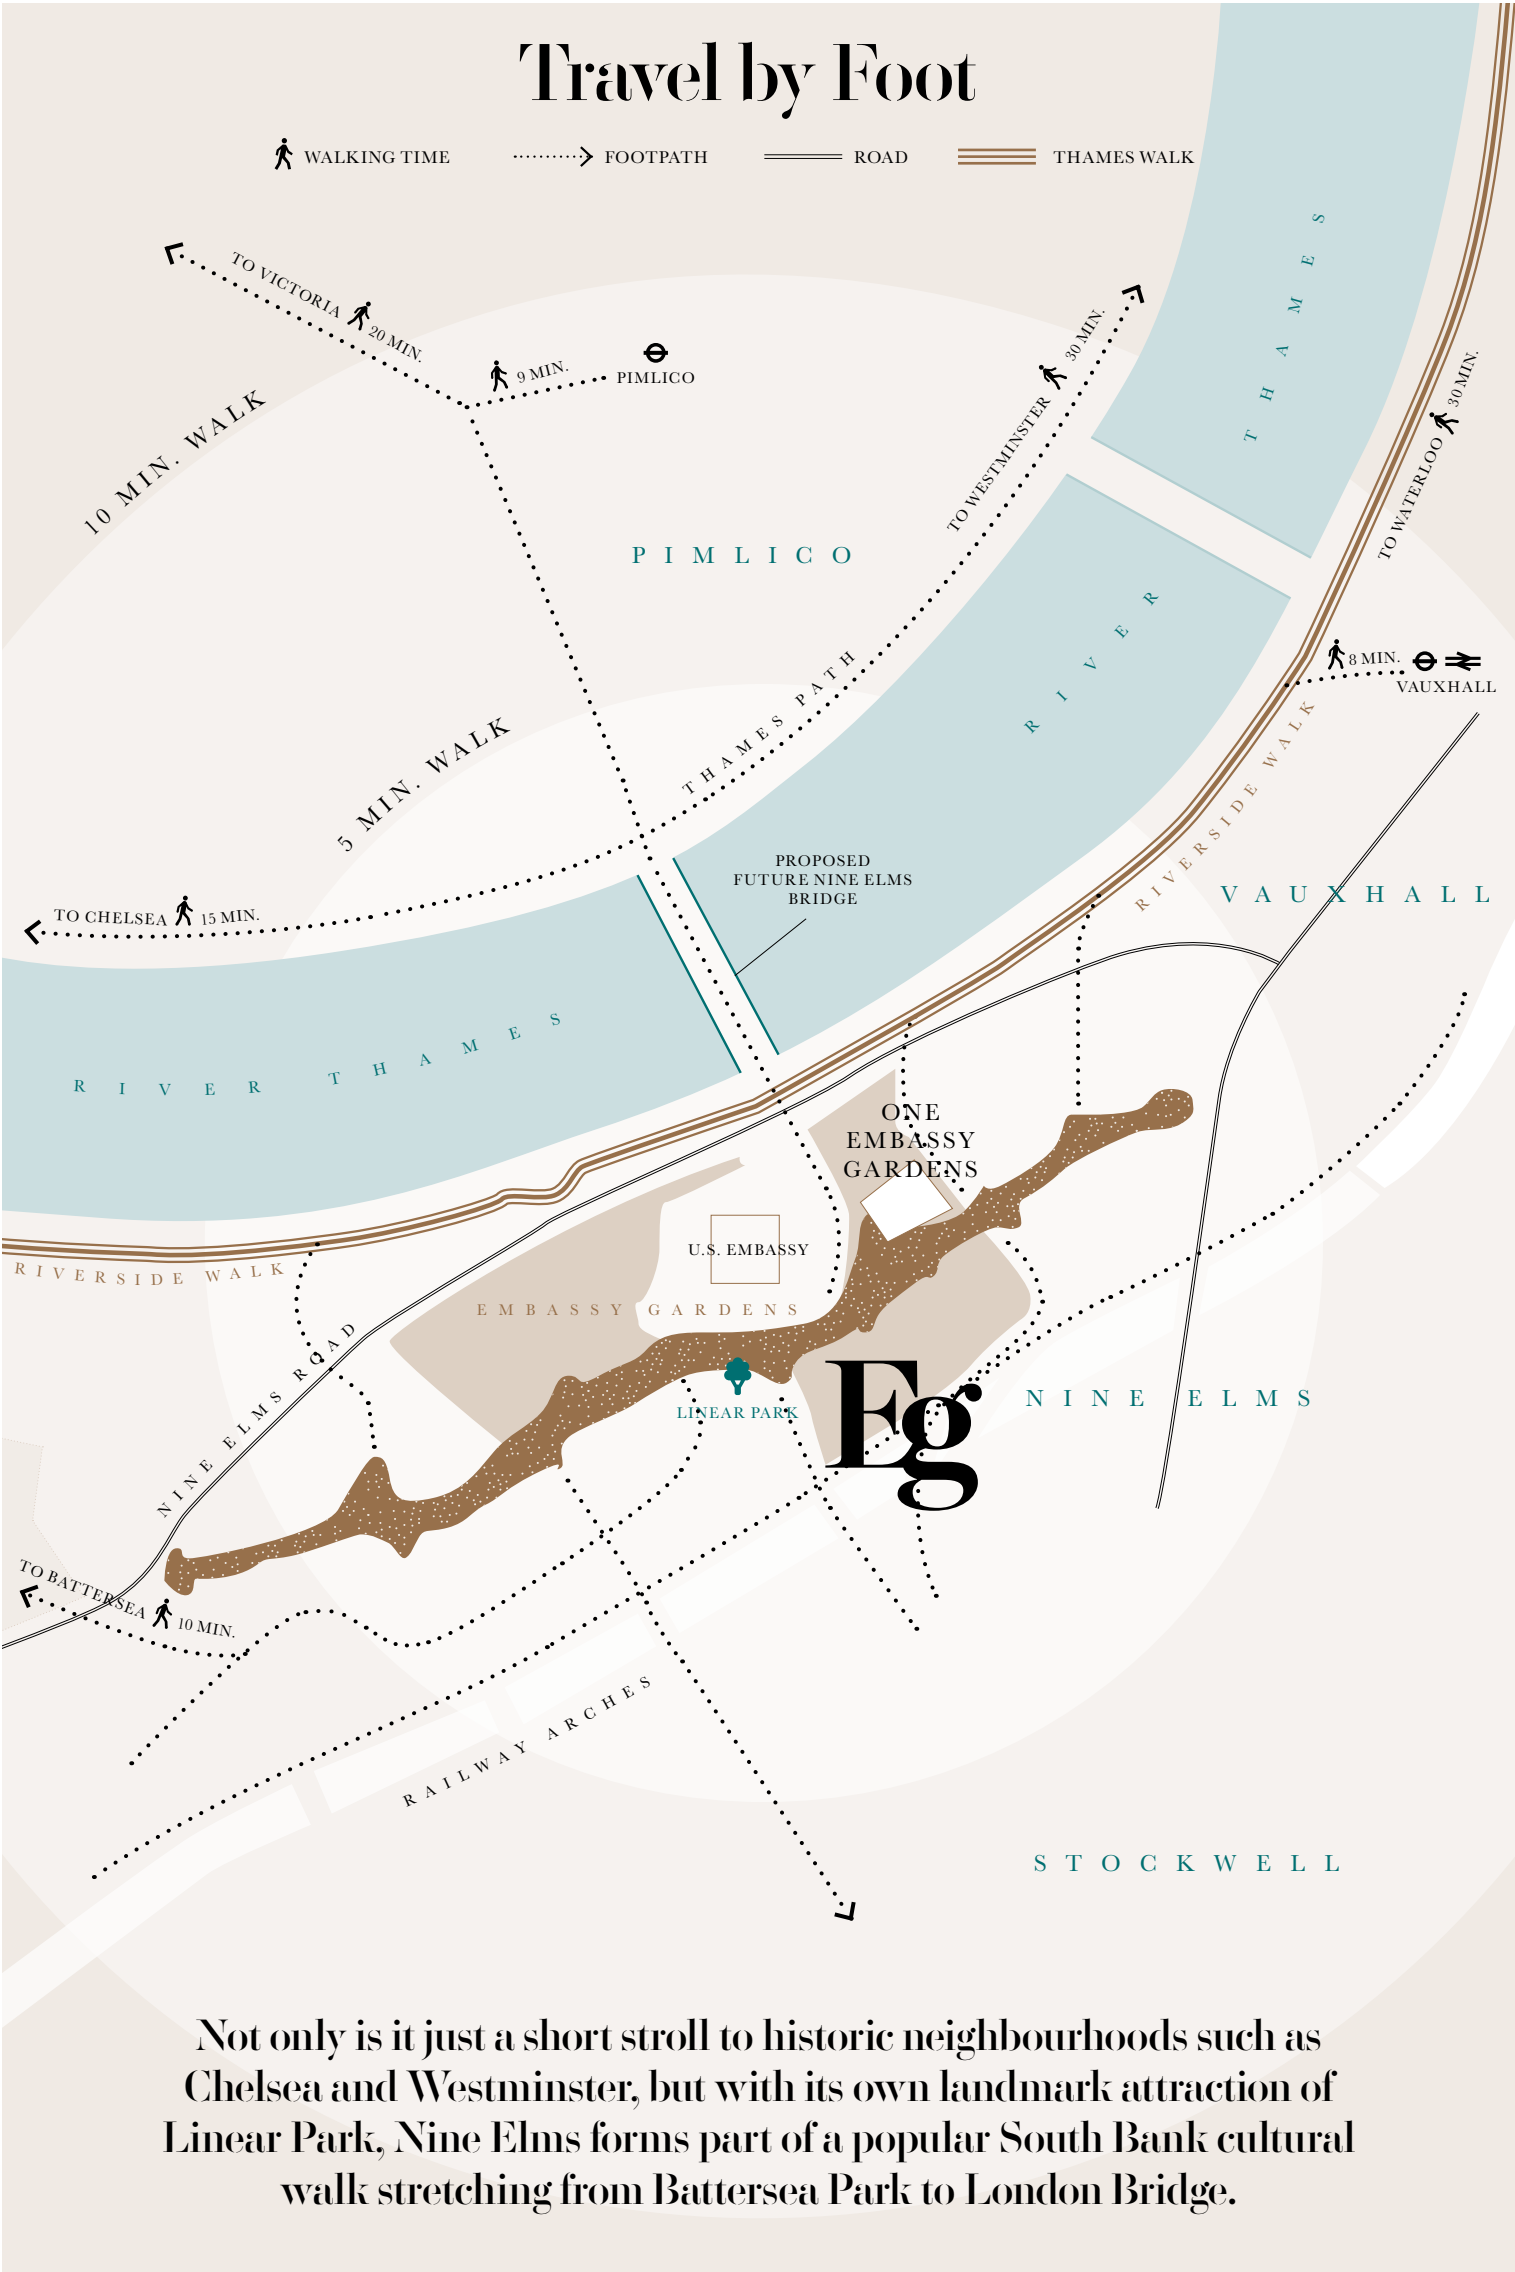 Travel by Foot
WALKING TIME
FOOTPATH
ROAD
THAMES WALK
TO VICTORIA 20 MIN.
9 MIN.
PIMLICO
10 MIN. WALK
TO WESTMINSTER 30 MIN.
THAMES
TO WATERLOO 30 MIN.
PIMLICO
RIVER
8 MIN.
VAUXHALL
THAMES PATH
5 MIN. WALK
RIVERSIDE WALK
PROPOSED
FUTURE NINE ELMS
BRIDGE
VAUXHALL
TO CHELSEA 15 MIN.
RIVER THAMES
ONE
EMBASSY
GARDENS
U.S. EMBASSY
RIVERSIDE WALK
EMBASSY GARDENS
NINE ELMS ROAD
Eg
NINE ELMS
LINEAR PARK
TO BATTERSEA 10 MIN.
RAILWAY ARCHES
STOCKWELL
Not only is it just a short stroll to historic neighbourhoods such as
Chelsea and Westminster, but with its own landmark attraction of
Linear Park, Nine Elms forms part of a popular South Bank cultural
walk stretching from Battersea Park to London Bridge.